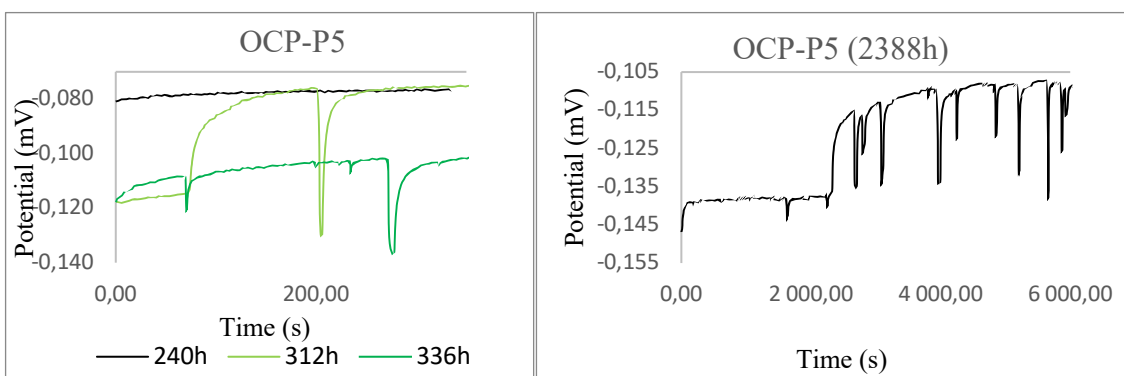 OCP-P5
Potential (mV)
-0,080
-0,100
-0,120
-0,140
0,00
200,00
Time (s)
240h
312h
336h
OCP-P5 (2388h)
Potential (mV)
-0,105
-0,115
-0,125
-0,135
-0,145
-0,155
0,00
2 000,00
4 000,00
6 000,00
Time (s)